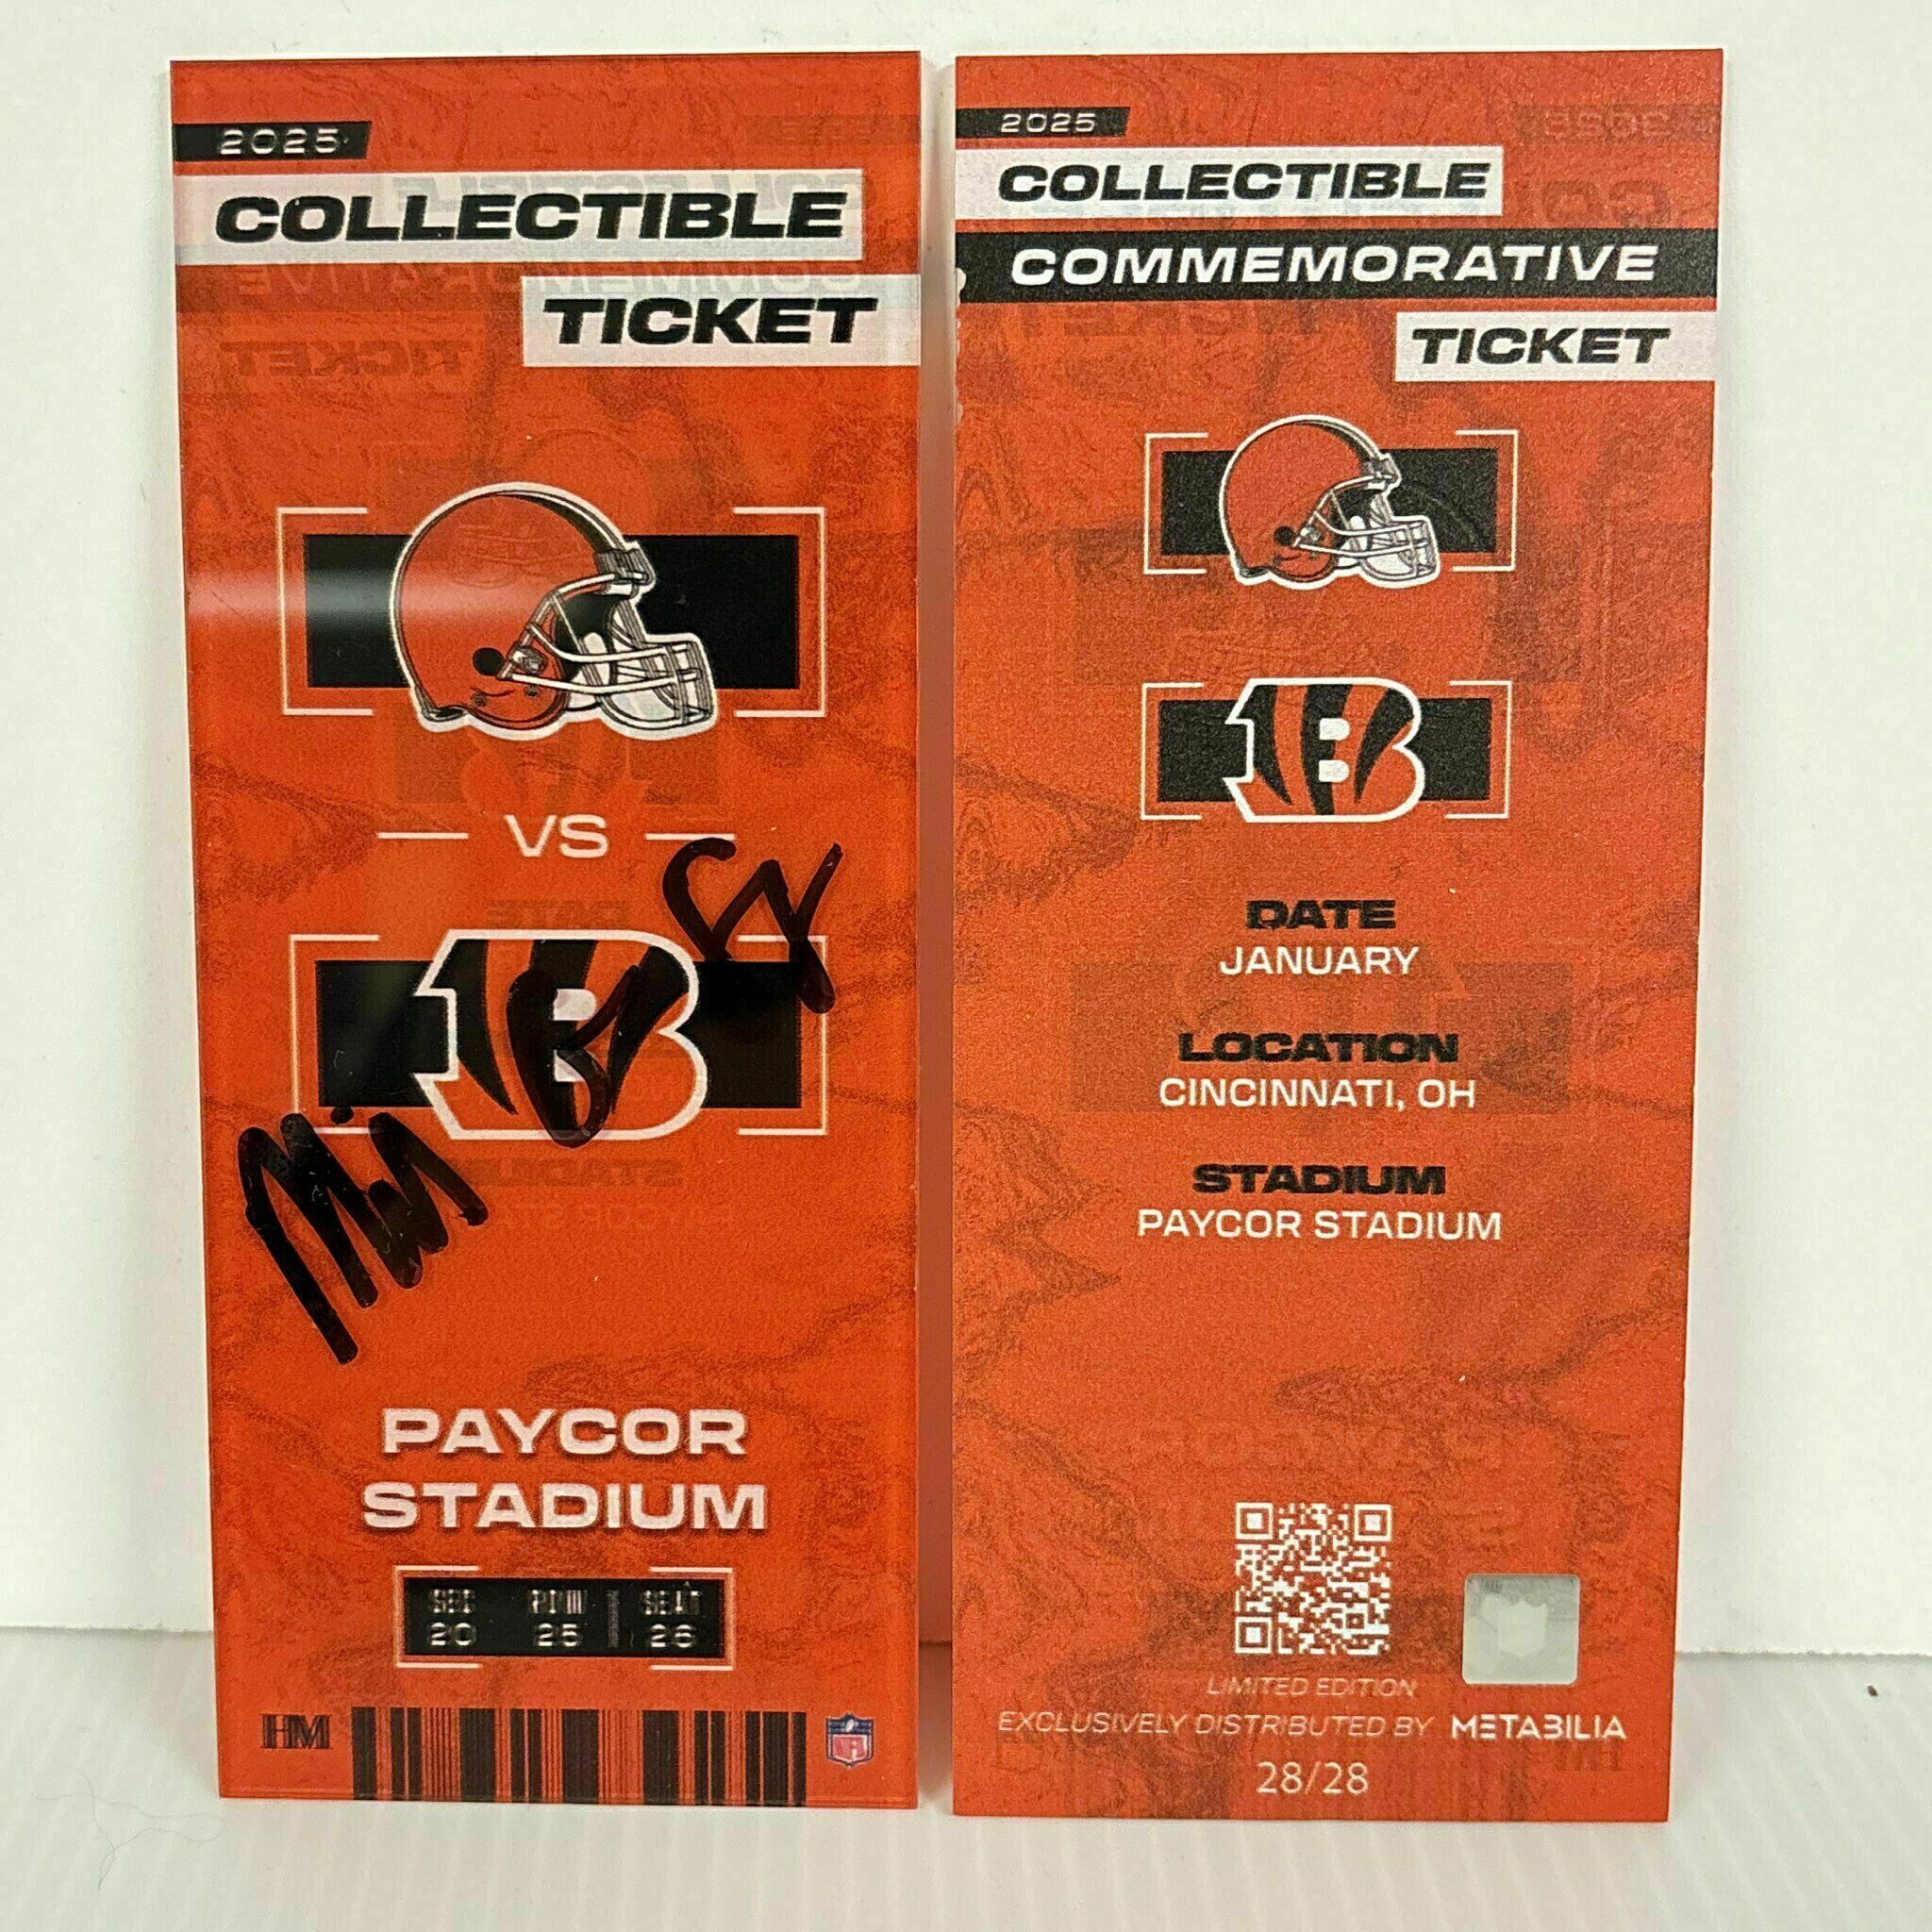 2025
COLLECTIBLE
TICKET
VS
PAYCOR
STADIUM
SEC ROW SEAT
20 25 26
HM
2025
COLLECTIBLE
COMMEMORATIVE
TICKET
DATE
JANUARY
LOCATION
CINCINNATI, OH
STADIUM
PAYCOR STADIUM
LIMITED EDITION
EXCLUSIVELY DISTRIBUTED BY METABILIA
28/28